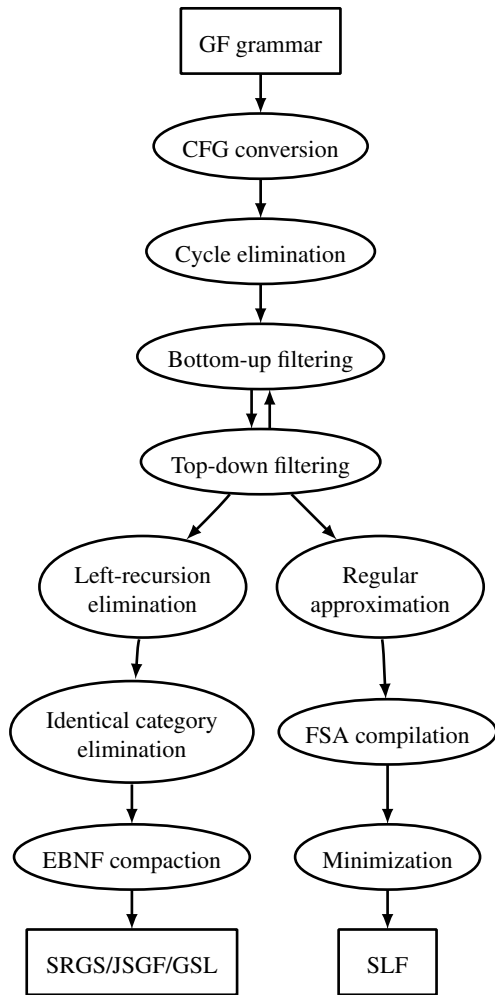 GF grammar
CFG conversion
Cycle elimination
Bottom-up filtering
Top-down filtering
Left-recursion
elimination
Regular
approximation
Identical category
elimination
FSA compilation
EBNF compaction
Minimization
SRGS/JSGF/GSL
SLF